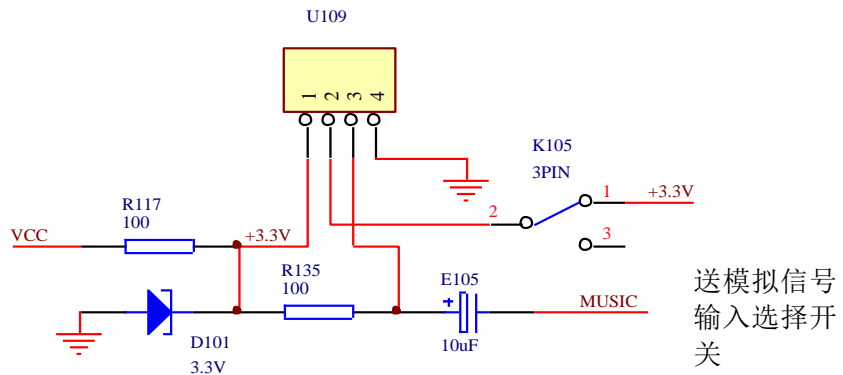 U109
1 2 3 4
K105
3PIN
1
+3.3V
2
3
R117
100
VCC
+3.3V
R135
100
E105
+
10uF
MUSIC
D101
3.3V
送模拟信号
输入选择开
关